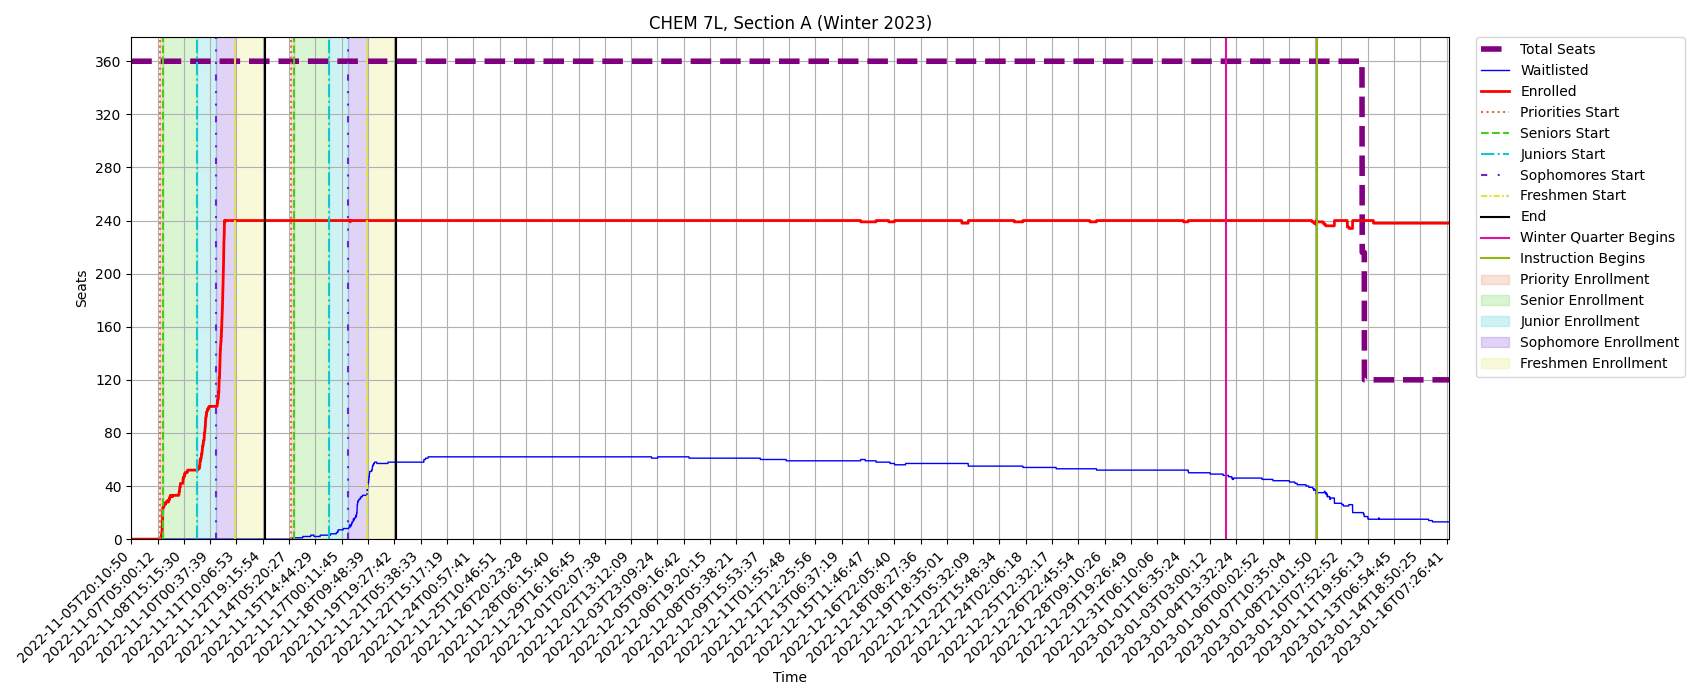 CHEM 7L, Section A (Winter 2023)
Seats
360
320
280
240
200
160
120
80
40
0
2022-11-05T20:10:50
2022-11-07T05:00:12
2022-11-08T15:15:30
2022-11-10T00:37:39
2022-11-11T10:06:53
2022-11-12T19:15:54
2022-11-14T05:20:27
2022-11-15T14:44:29
2022-11-17T00:11:45
2022-11-18T09:48:39
2022-11-19T19:27:42
2022-11-21T05:38:33
2022-11-22T15:17:19
2022-11-24T00:57:41
2022-11-25T10:46:51
2022-11-26T20:23:28
2022-11-28T06:15:40
2022-11-29T16:16:45
2022-12-01T02:07:38
2022-12-02T13:12:09
2022-12-03T23:09:24
2022-12-05T09:16:42
2022-12-06T19:20:15
2022-12-08T05:38:21
2022-12-09T15:53:37
2022-12-11T01:55:48
2022-12-12T12:25:56
2022-12-13T06:37:19
2022-12-15T11:46:47
2022-12-16T22:05:40
2022-12-18T08:27:36
2022-12-19T18:35:01
2022-12-21T05:32:09
2022-12-22T15:48:34
2022-12-24T02:06:18
2022-12-25T12:32:17
2022-12-26T22:45:54
2022-12-28T09:10:26
2022-12-29T19:26:49
2022-12-31T06:10:06
2023-01-01T16:35:24
2023-01-03T03:00:12
2023-01-04T13:32:24
2023-01-06T00:02:52
2023-01-07T10:35:04
2023-01-08T21:01:50
2023-01-10T07:52:52
2023-01-11T19:56:13
2023-01-13T06:54:45
2023-01-14T18:50:25
2023-01-16T07:26:41
Time
Total Seats
Waitlisted
Enrolled
Priorities Start
Seniors Start
Juniors Start
Sophomores Start
Freshmen Start
End
Winter Quarter Begins
Instruction Begins
Priority Enrollment
Senior Enrollment
Junior Enrollment
Sophomore Enrollment
Freshmen Enrollment